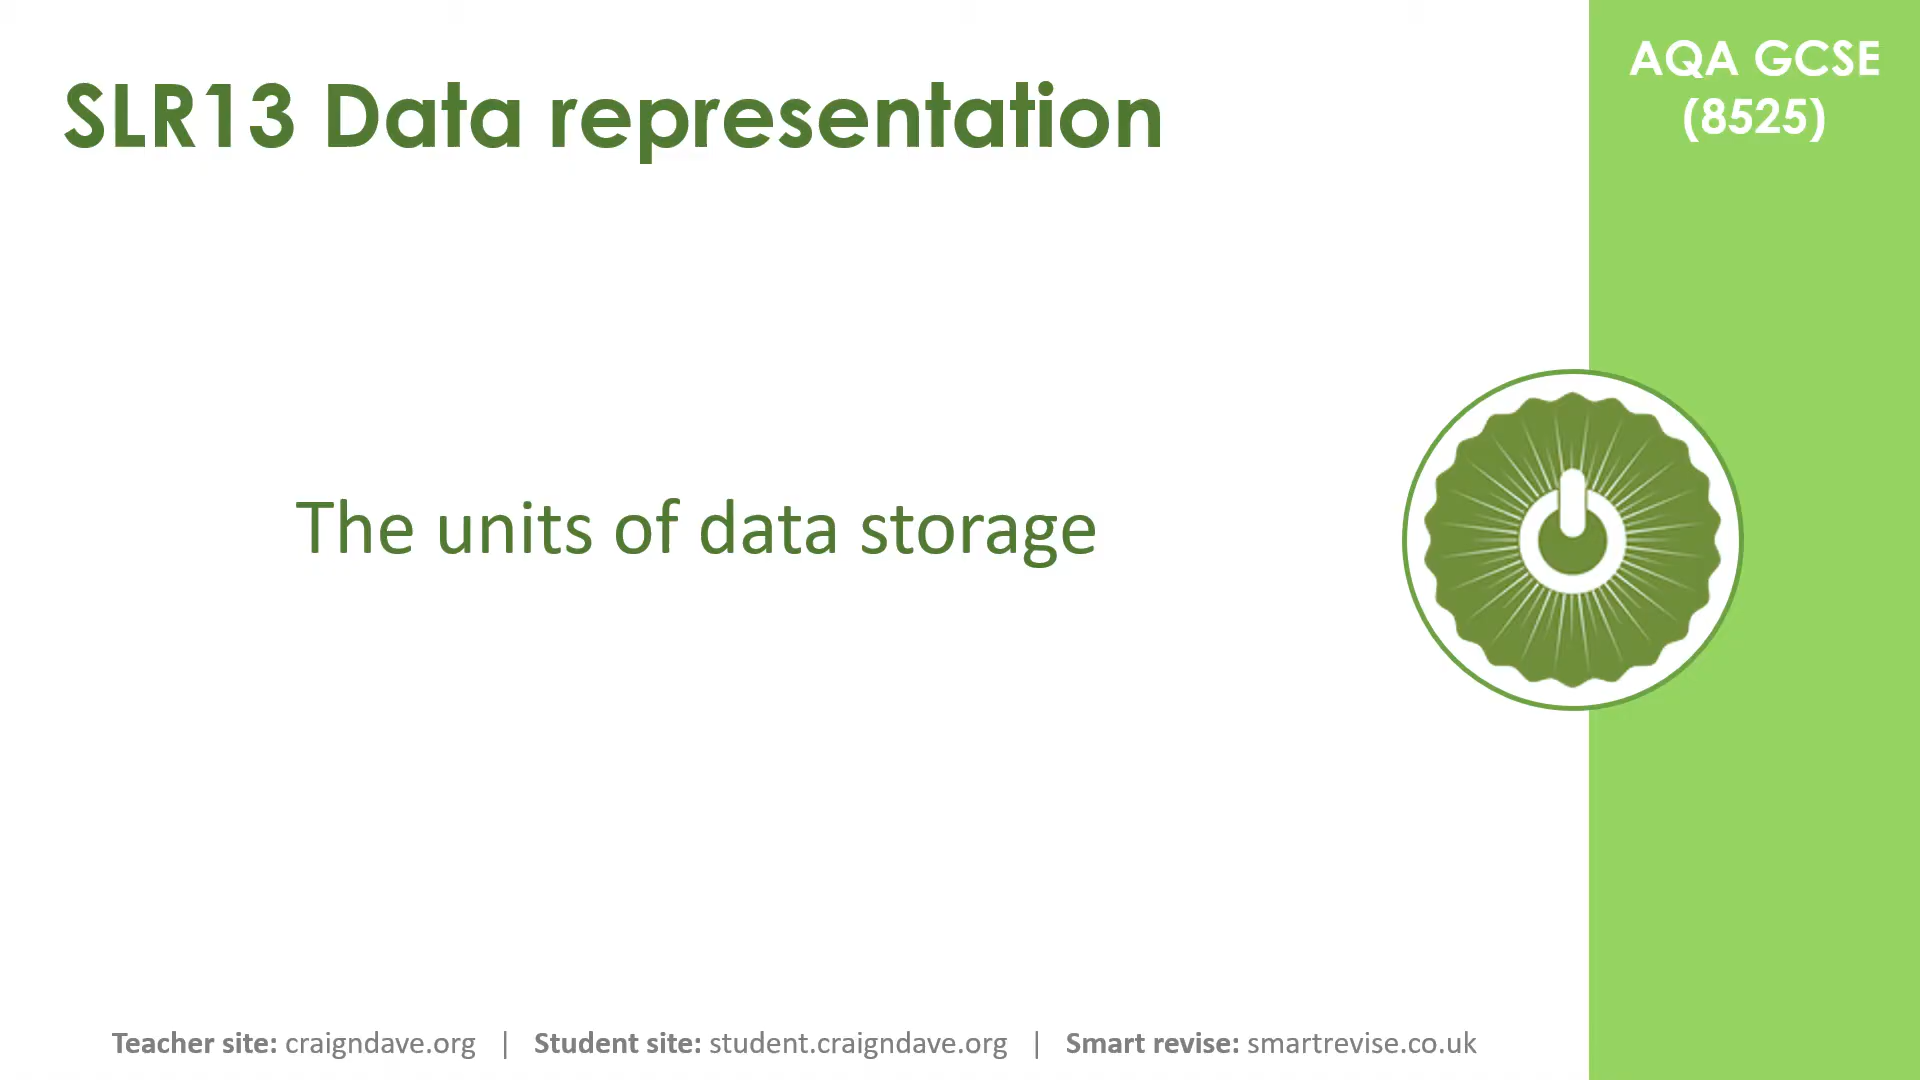 SLR13 Data representation
AQA GCSE
(8525)
The units of data storage
Teacher site: craigndave.org | Student site: student.craigndave.org | Smart revise: smartrevise.co.uk